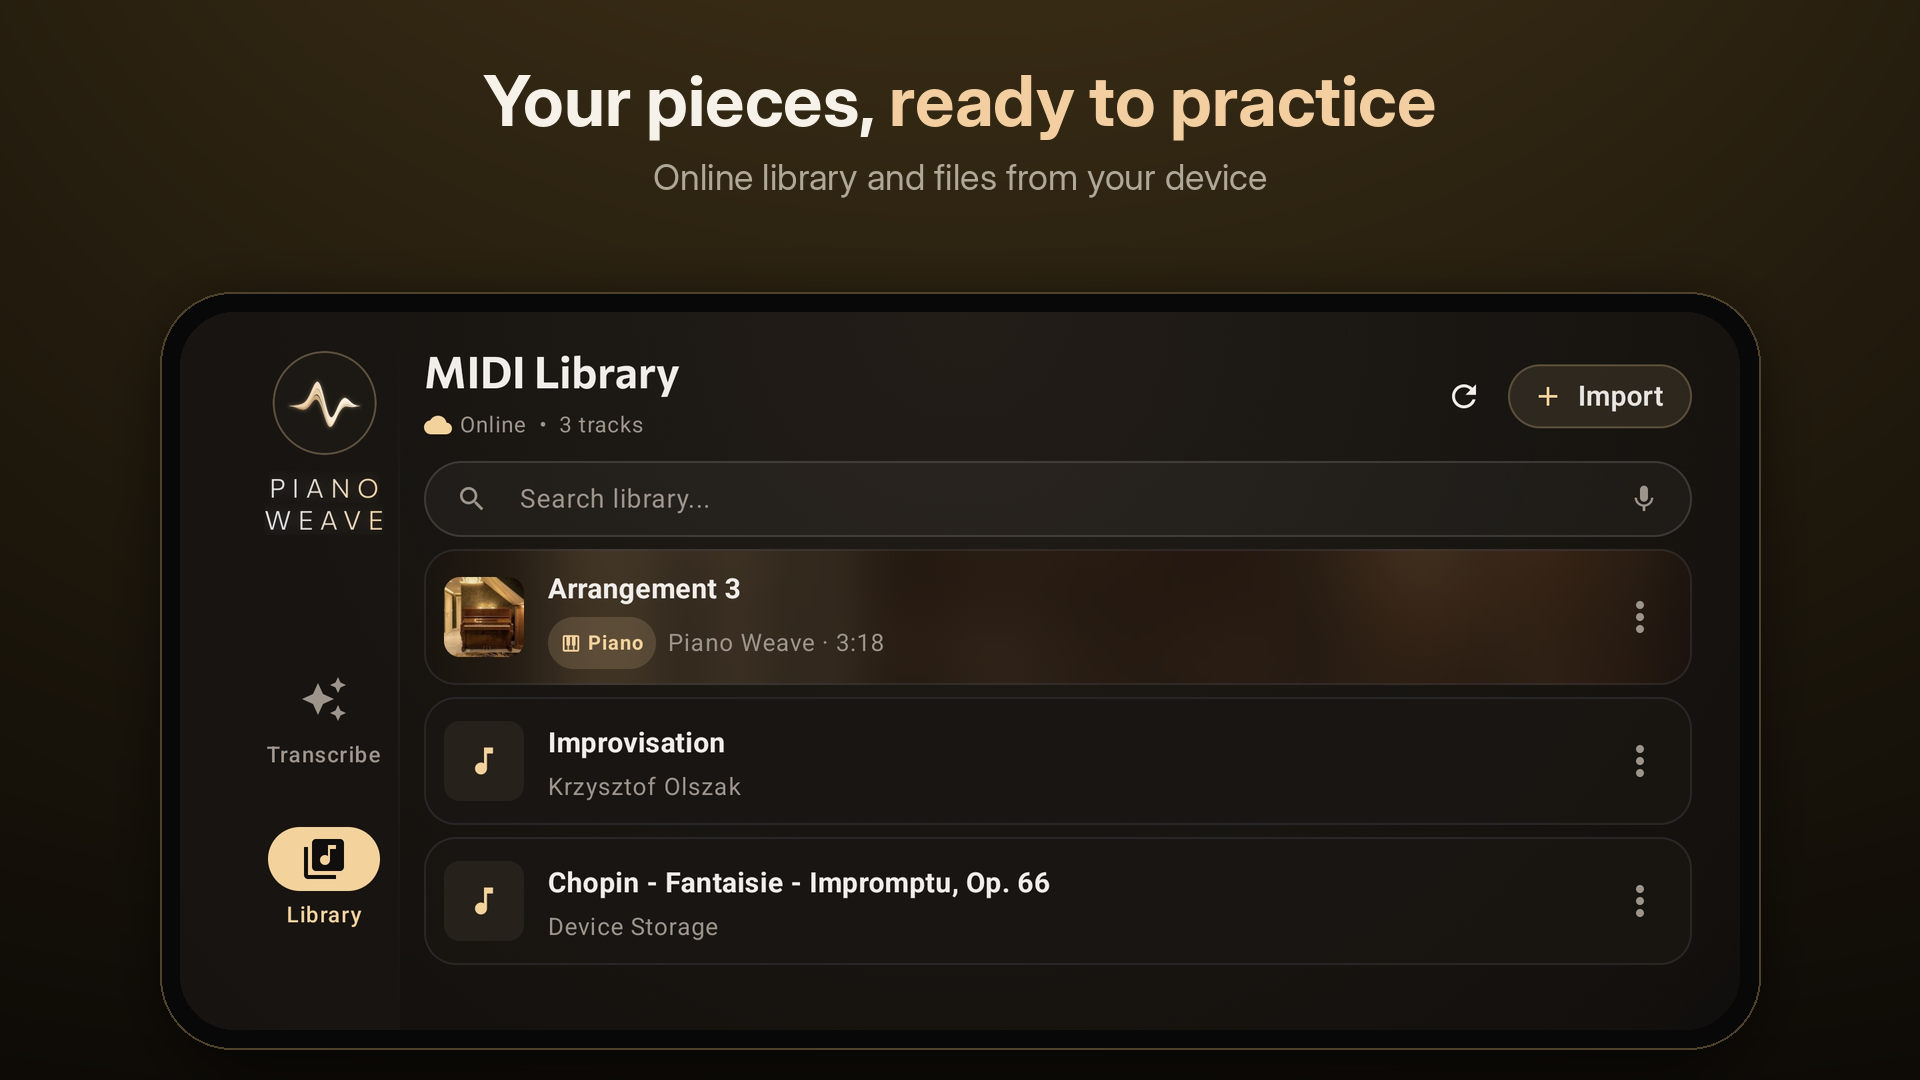 Your pieces, ready to practice
Online library and files from your device
PIANO
WEAVE
Transcribe
Library
MIDI Library
Online • 3 tracks
Import
Search library...
Arrangement 3
Piano Piano Weave · 3:18
Improvisation
Krzysztof Olszak
Chopin - Fantaisie - Impromptu, Op. 66
Device Storage